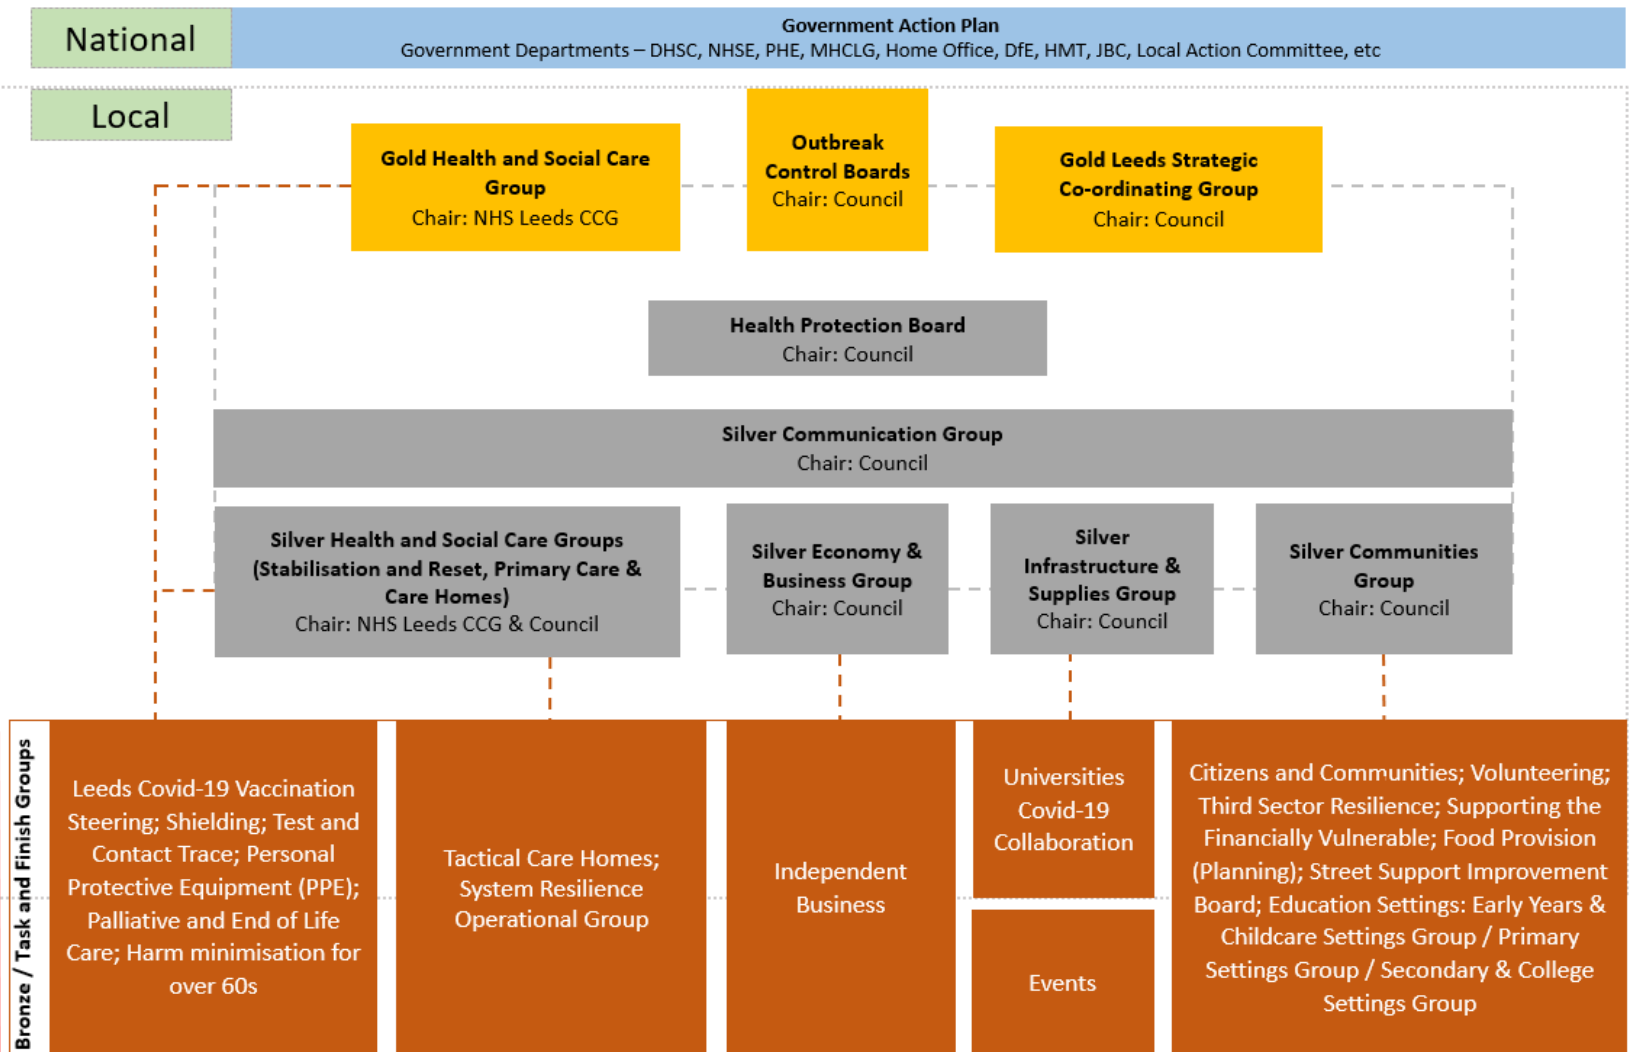 National
Government Action Plan
Government Departments – DHSC, NHSE, PHE, MHCLG, Home Office, DfE, HMT, JBC, Local Action Committee, etc
Local
Gold Health and Social Care
Group
Chair: NHS Leeds CCG
Outbreak
Control Boards
Chair: Council
Gold Leeds Strategic
Co-ordinating Group
Chair: Council
Health Protection Board
Chair: Council
Silver Communication Group
Chair: Council
Silver Health and Social Care Groups
(Stabilisation and Reset, Primary Care &
Care Homes)
Chair: NHS Leeds CCG & Council
Silver Economy &
Business Group
Chair: Council
Silver
Infrastructure &
Supplies Group
Chair: Council
Silver Communities
Group
Chair: Council
Bronze / Task and Finish Groups
Leeds Covid-19 Vaccination
Steering; Shielding; Test and
Contact Trace; Personal
Protective Equipment (PPE);
Palliative and End of Life
Care; Harm minimisation for
over 60s
Tactical Care Homes;
System Resilience
Operational Group
Independent
Business
Universities
Covid-19
Collaboration
Events
Citizens and Communities; Volunteering;
Third Sector Resilience; Supporting the
Financially Vulnerable; Food Provision
(Planning); Street Support Improvement
Board; Education Settings: Early Years &
Childcare Settings Group / Primary
Settings Group / Secondary & College
Settings Group